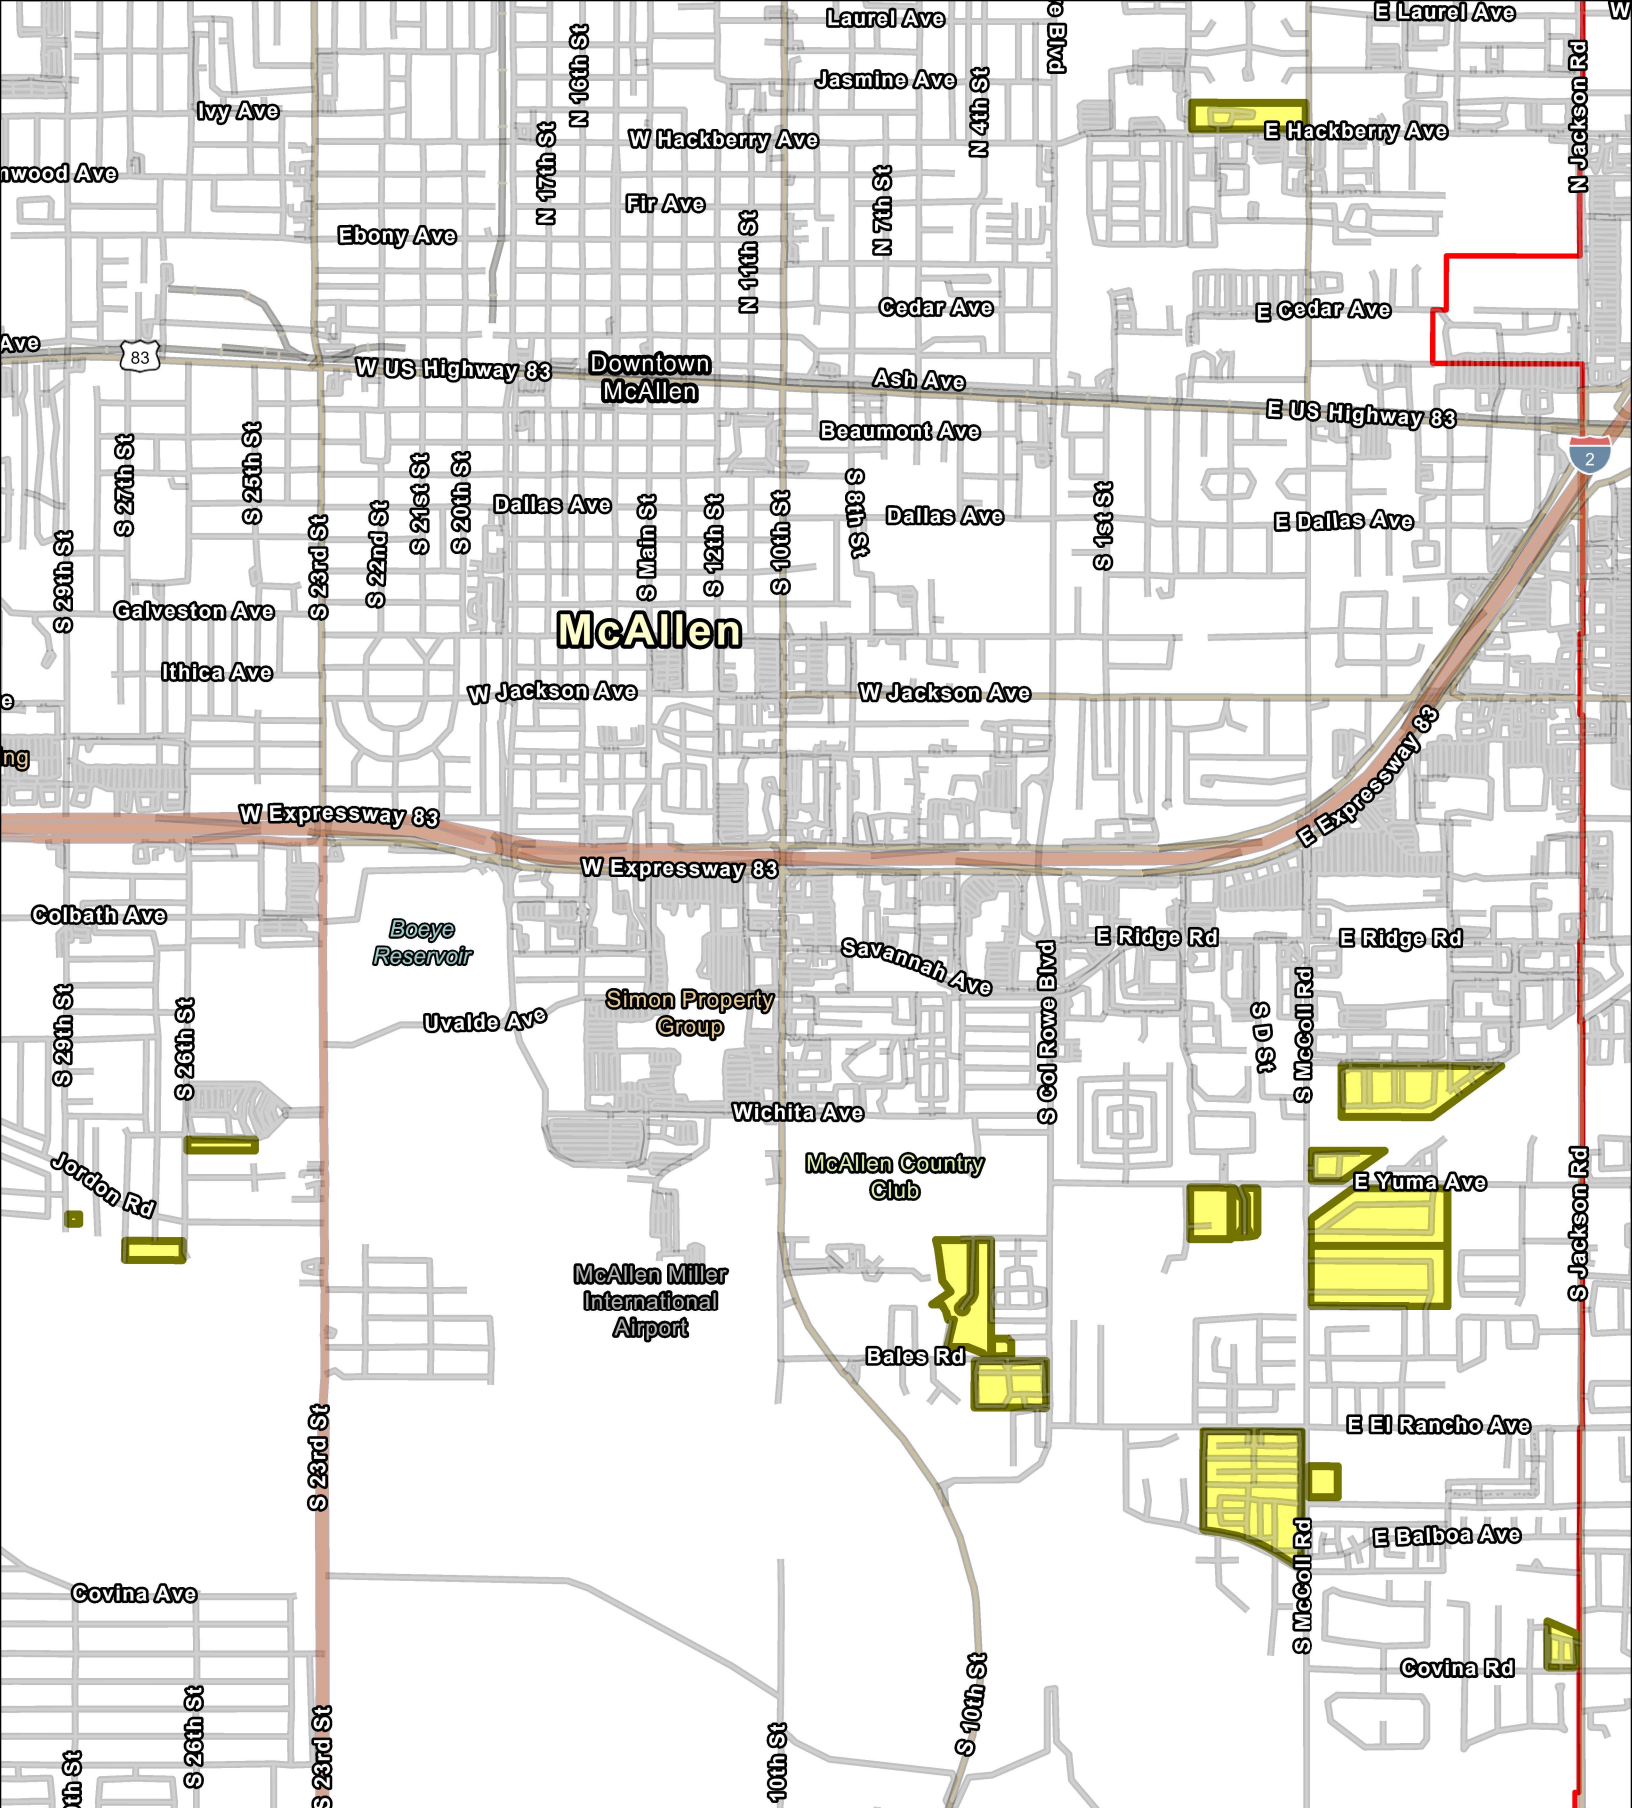 Laurel Ave
E Laurel Ave
W
e Blvd
N 16th St
Jasmine Ave
N 4th St
N Jackson Rd
Ivy Ave
N 17th St
W Hackberry Ave
E Hackberry Ave
nwood Ave
Fir Ave
N 7th St
Ebony Ave
N 11th St
Cedar Ave
E Cedar Ave
Ave
83
W US Highway 83
Downtown
McAllen
Ash Ave
E US Highway 83
Beaumont Ave
2
S 27th St
S 25th St
S 21st St
S 20th St
Dallas Ave
S 8th St
Dallas Ave
S 1st St
E Dallas Ave
S 29th St
S 23rd St
S 22nd St
S Main St
S 12th St
S 10th St
Galveston Ave
McAllen
Ithica Ave
e
W Jackson Ave
W Jackson Ave
ng
E Expressway 83
W Expressway 83
W Expressway 83
Colbath Ave
Boeye
Reservoir
Savannah Ave
E Ridge Rd
E Ridge Rd
S 29th St
S 26th St
Uvalde Ave
Simon Property
Group
S Col Rowe Blvd
S D St
S McColl Rd
Wichita Ave
Jordon Rd
McAllen Country
Club
E Yuma Ave
S Jackson Rd
McAllen Miller
International
Airport
Bales Rd
S 23rd St
E El Rancho Ave
E Balboa Ave
S McColl Rd
Covina Ave
Covina Rd
S 26th St
S 23rd St
S 10th St
10th St
th St